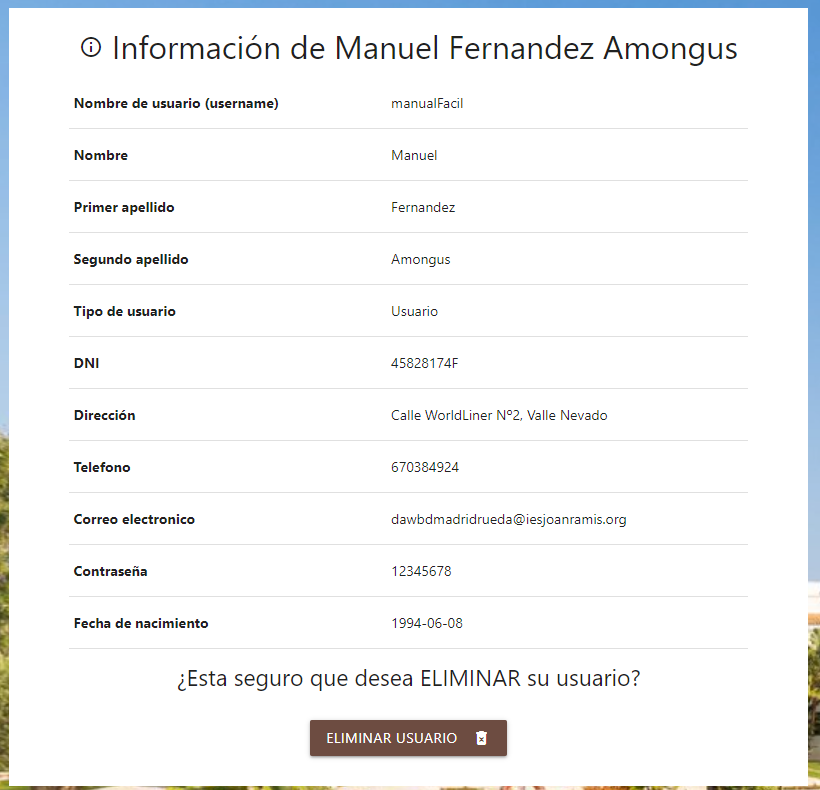 Información de Manuel Fernandez Amongus
Nombre de usuario (username) manualFacil
Nombre Manuel
Primer apellido Fernandez
Segundo apellido Amongus
Tipo de usuario Usuario
DNI 45828174F
Dirección Calle WorldLiner Nº2, Valle Nevado
Telefono 670384924
Correo electronico dawbdmadridrueda@iesjoanramis.org
Contraseña 12345678
Fecha de nacimiento 1994-06-08
¿Esta seguro que desea ELIMINAR su usuario?
ELIMINAR USUARIO